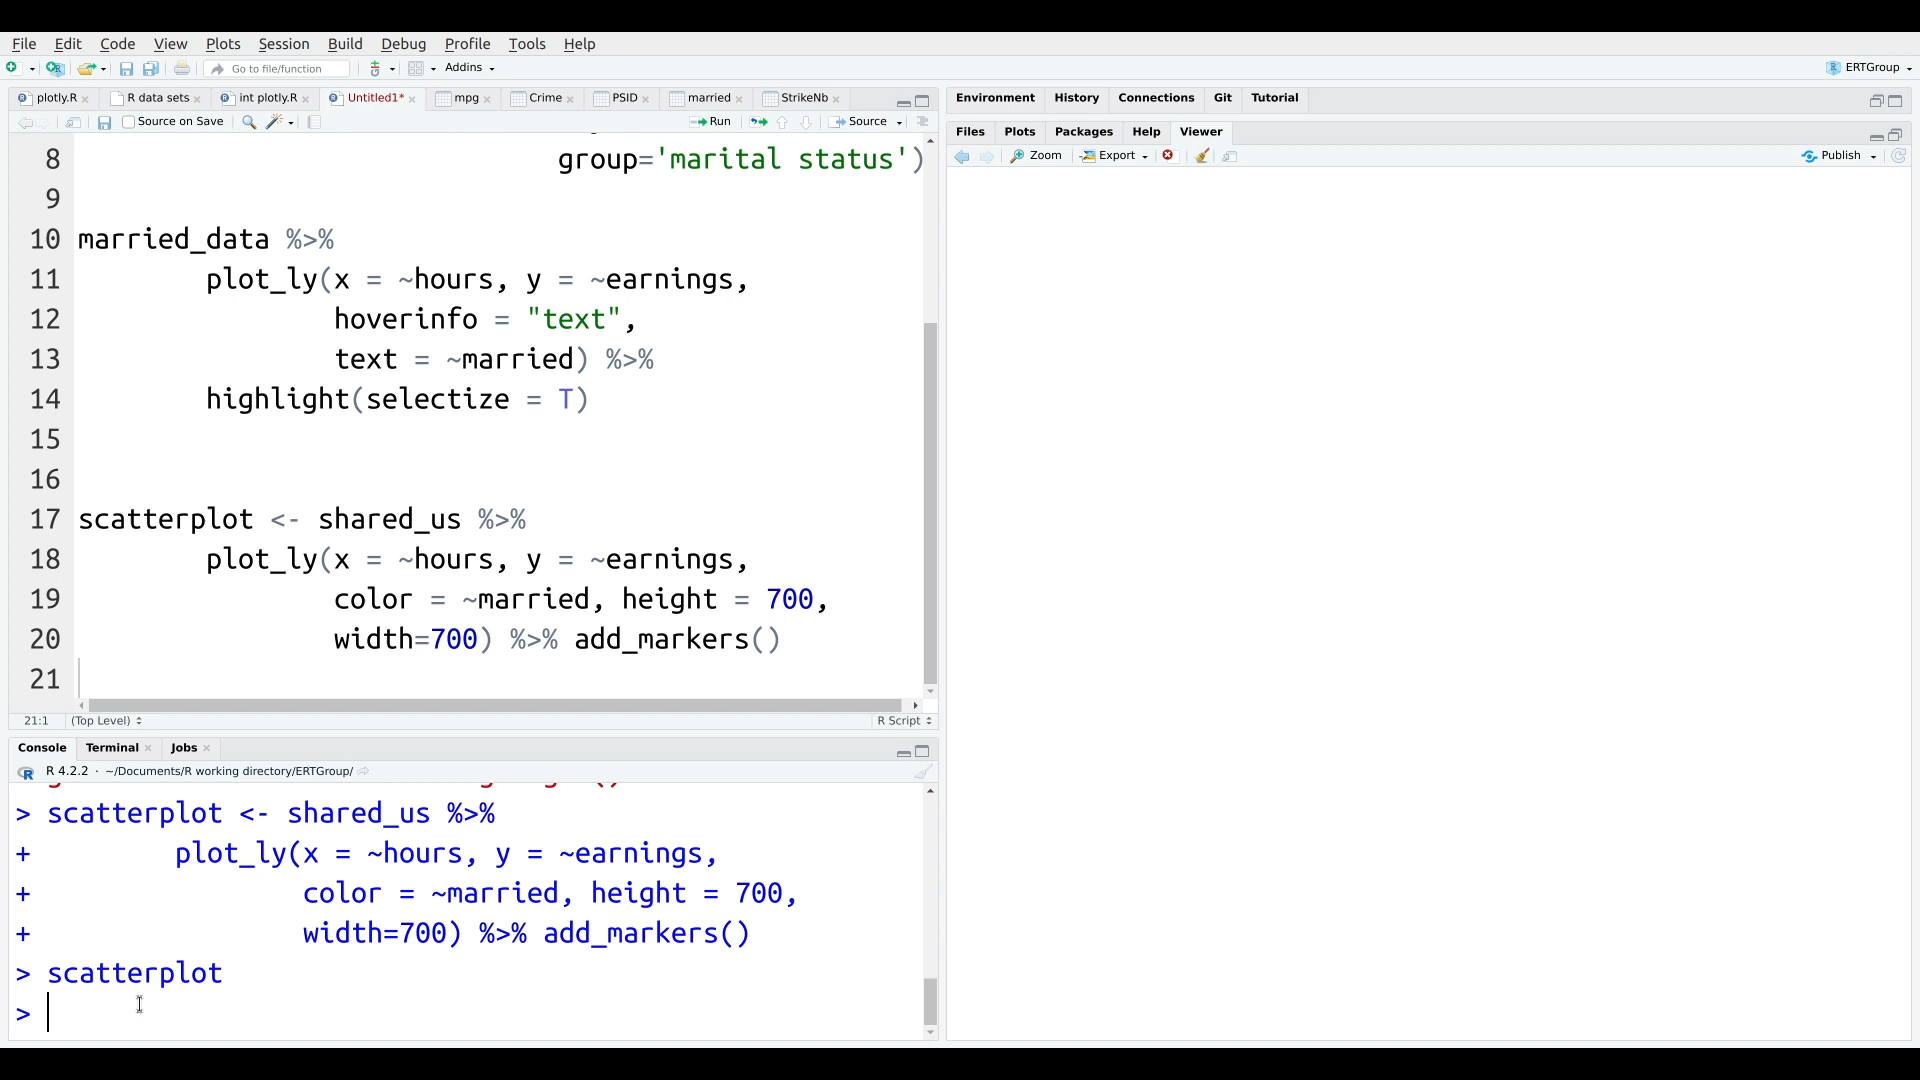 File Edit Code View Plots Session Build Debug Profile Tools Help
Go to file/function Addins ERTGroup
plotly.R R data sets int plotly.R Untitled1* mpg Crime PSID married StrikeNb
Source on Save Run Source
8 group='marital status')
9
10 married_data %>%
11 plot_ly(x = ~hours, y = ~earnings,
12 hoverinfo = "text",
13 text = ~married) %>%
14 highlight(selectize = T)
15
16
17 scatterplot <- shared_us %>%
18 plot_ly(x = ~hours, y = ~earnings,
19 color = ~married, height = 700,
20 width=700) %>% add_markers()
21
21:1 (Top Level) R Script
Console Terminal Jobs
R 4.2.2 · ~/Documents/R working directory/ERTGroup/
> scatterplot <- shared_us %>%
+ plot_ly(x = ~hours, y = ~earnings,
+ color = ~married, height = 700,
+ width=700) %>% add_markers()
> scatterplot
>
Environment History Connections Git Tutorial
Files Plots Packages Help Viewer
Zoom Export Publish